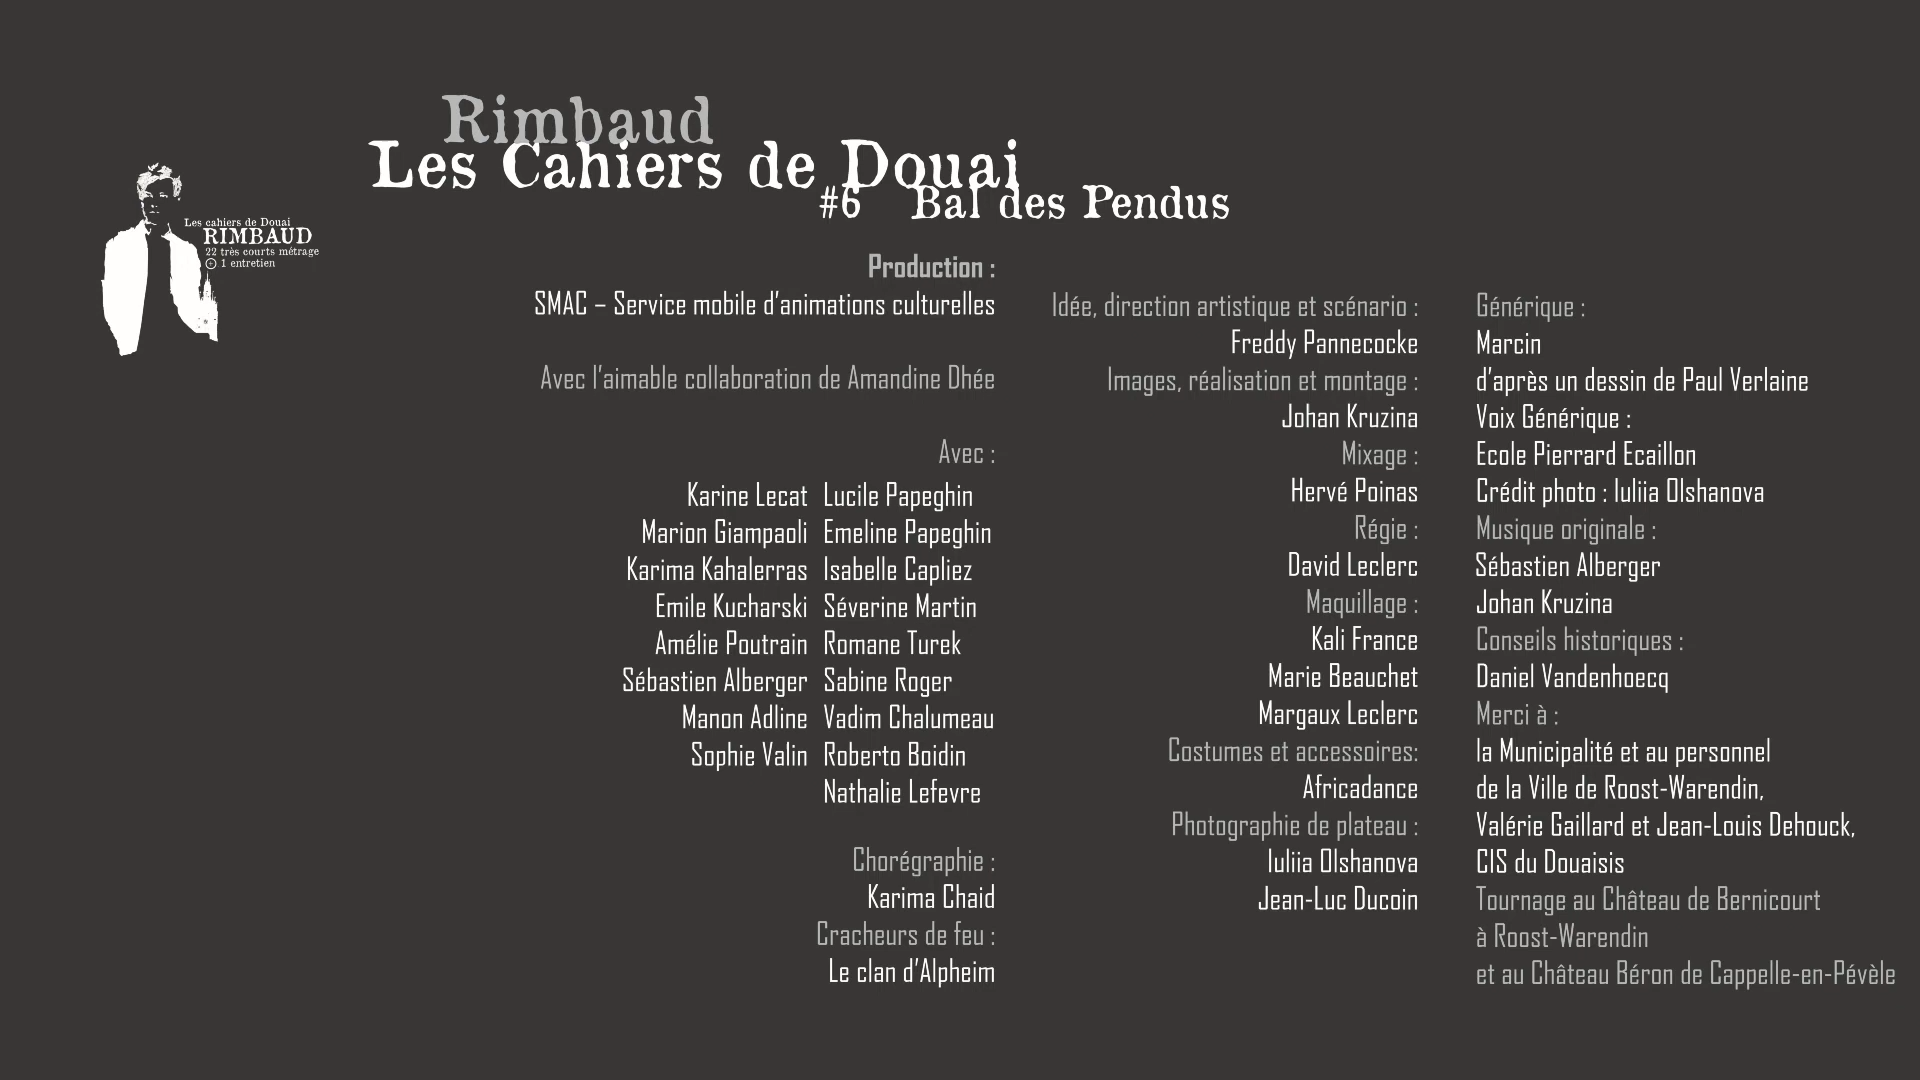 Rimbaud
Les Cahiers de Douai
#6 Bal des Pendus
Les cahiers de Douai
RIMBAUD
22 très courts métrage
+ 1 entretien
Production :
SMAC – Service mobile d'animations culturelles
Avec l'aimable collaboration de Amandine Dhée
Avec :
Karine Lecat Lucile Papeghin
Marion Giampaoli Emeline Papeghin
Karima Kahalerras Isabelle Capliez
Emile Kucharski Séverine Martin
Amélie Poutrain Romane Turek
Sébastien Alberger Sabine Roger
Manon Adline Vadim Chalumeau
Sophie Valin Roberto Boidin
Nathalie Lefevre
Chorégraphie :
Karima Chaid
Cracheurs de feu :
Le clan d'Alpheim
Idée, direction artistique et scénario :
Freddy Pannecocke
Images, réalisation et montage :
Johan Kruzina
Mixage :
Hervé Poinas
Régie :
David Leclerc
Maquillage :
Kali France
Marie Beauchet
Margaux Leclerc
Costumes et accessoires:
Africadance
Photographie de plateau :
Iuliia Olshanova
Jean-Luc Ducoin
Générique :
Marcin
d'après un dessin de Paul Verlaine
Voix Générique :
Ecole Pierrard Ecaillon
Crédit photo : Iuliia Olshanova
Musique originale :
Sébastien Alberger
Johan Kruzina
Conseils historiques :
Daniel Vandenhoecq
Merci à :
la Municipalité et au personnel
de la Ville de Roost-Warendin,
Valérie Gaillard et Jean-Louis Dehouck,
CIS du Douaisis
Tournage au Château de Bernicourt
à Roost-Warendin
et au Château Béron de Cappelle-en-Pévèle